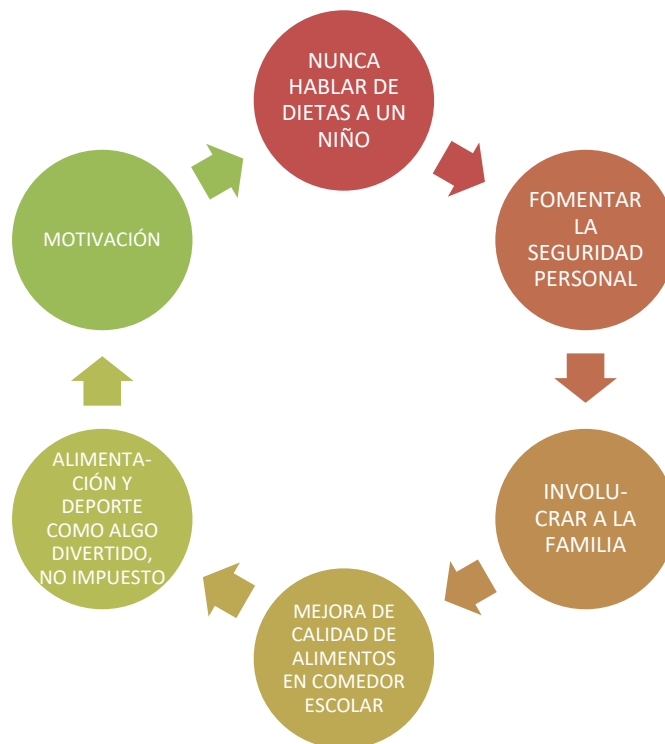 NUNCA
HABLAR DE
DIETAS A UN
NIÑO
FOMENTAR
LA
SEGURIDAD
PERSONAL
INVOLU-
CRAR A LA
FAMILIA
MEJORA DE
CALIDAD DE
ALIMENTOS
EN COMEDOR
ESCOLAR
ALIMENTA-
CIÓN Y
DEPORTE
COMO ALGO
DIVERTIDO,
NO IMPUESTO
MOTIVACIÓN